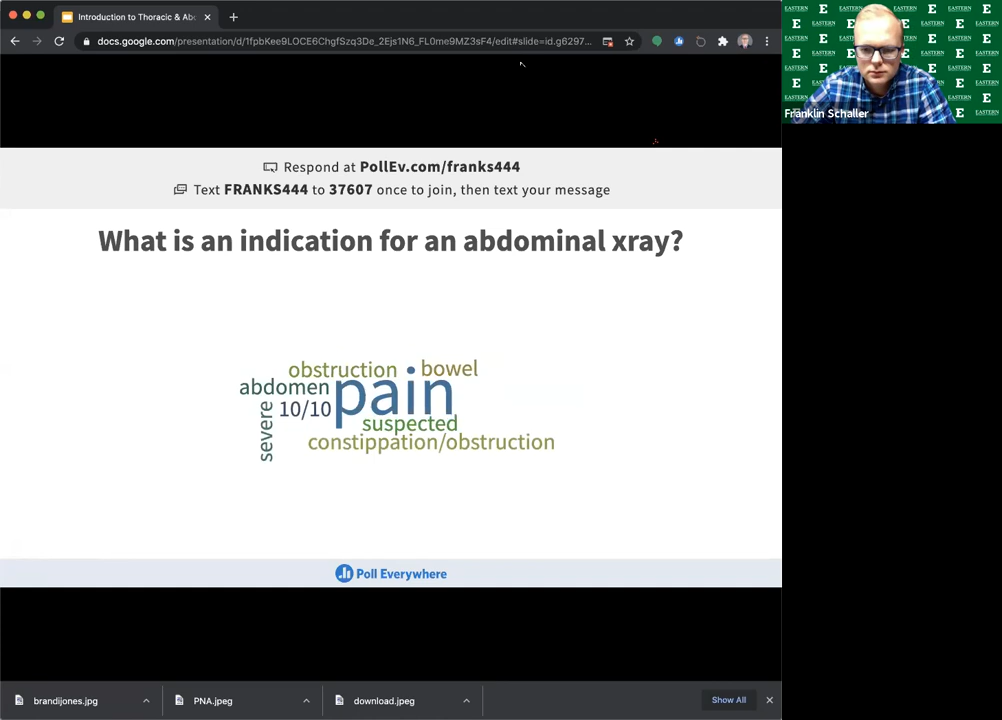 Introduction to Thoracic & Abd
docs.google.com/presentation/d/1fpbKee9LOCE6ChgfSzq3De_2Ejs1N6_FL0me9MZ3sF4/edit#slide=id.g6297...
EASTERN
Franklin Schaller
Respond at PollEv.com/franks444
Text FRANKS444 to 37607 once to join, then text your message
What is an indication for an abdominal xray?
obstruction
bowel
abdomen
pain
10/10
severe
suspected
constippation/obstruction
Poll Everywhere
brandijones.jpg
PNA.jpeg
download.jpeg
Show All